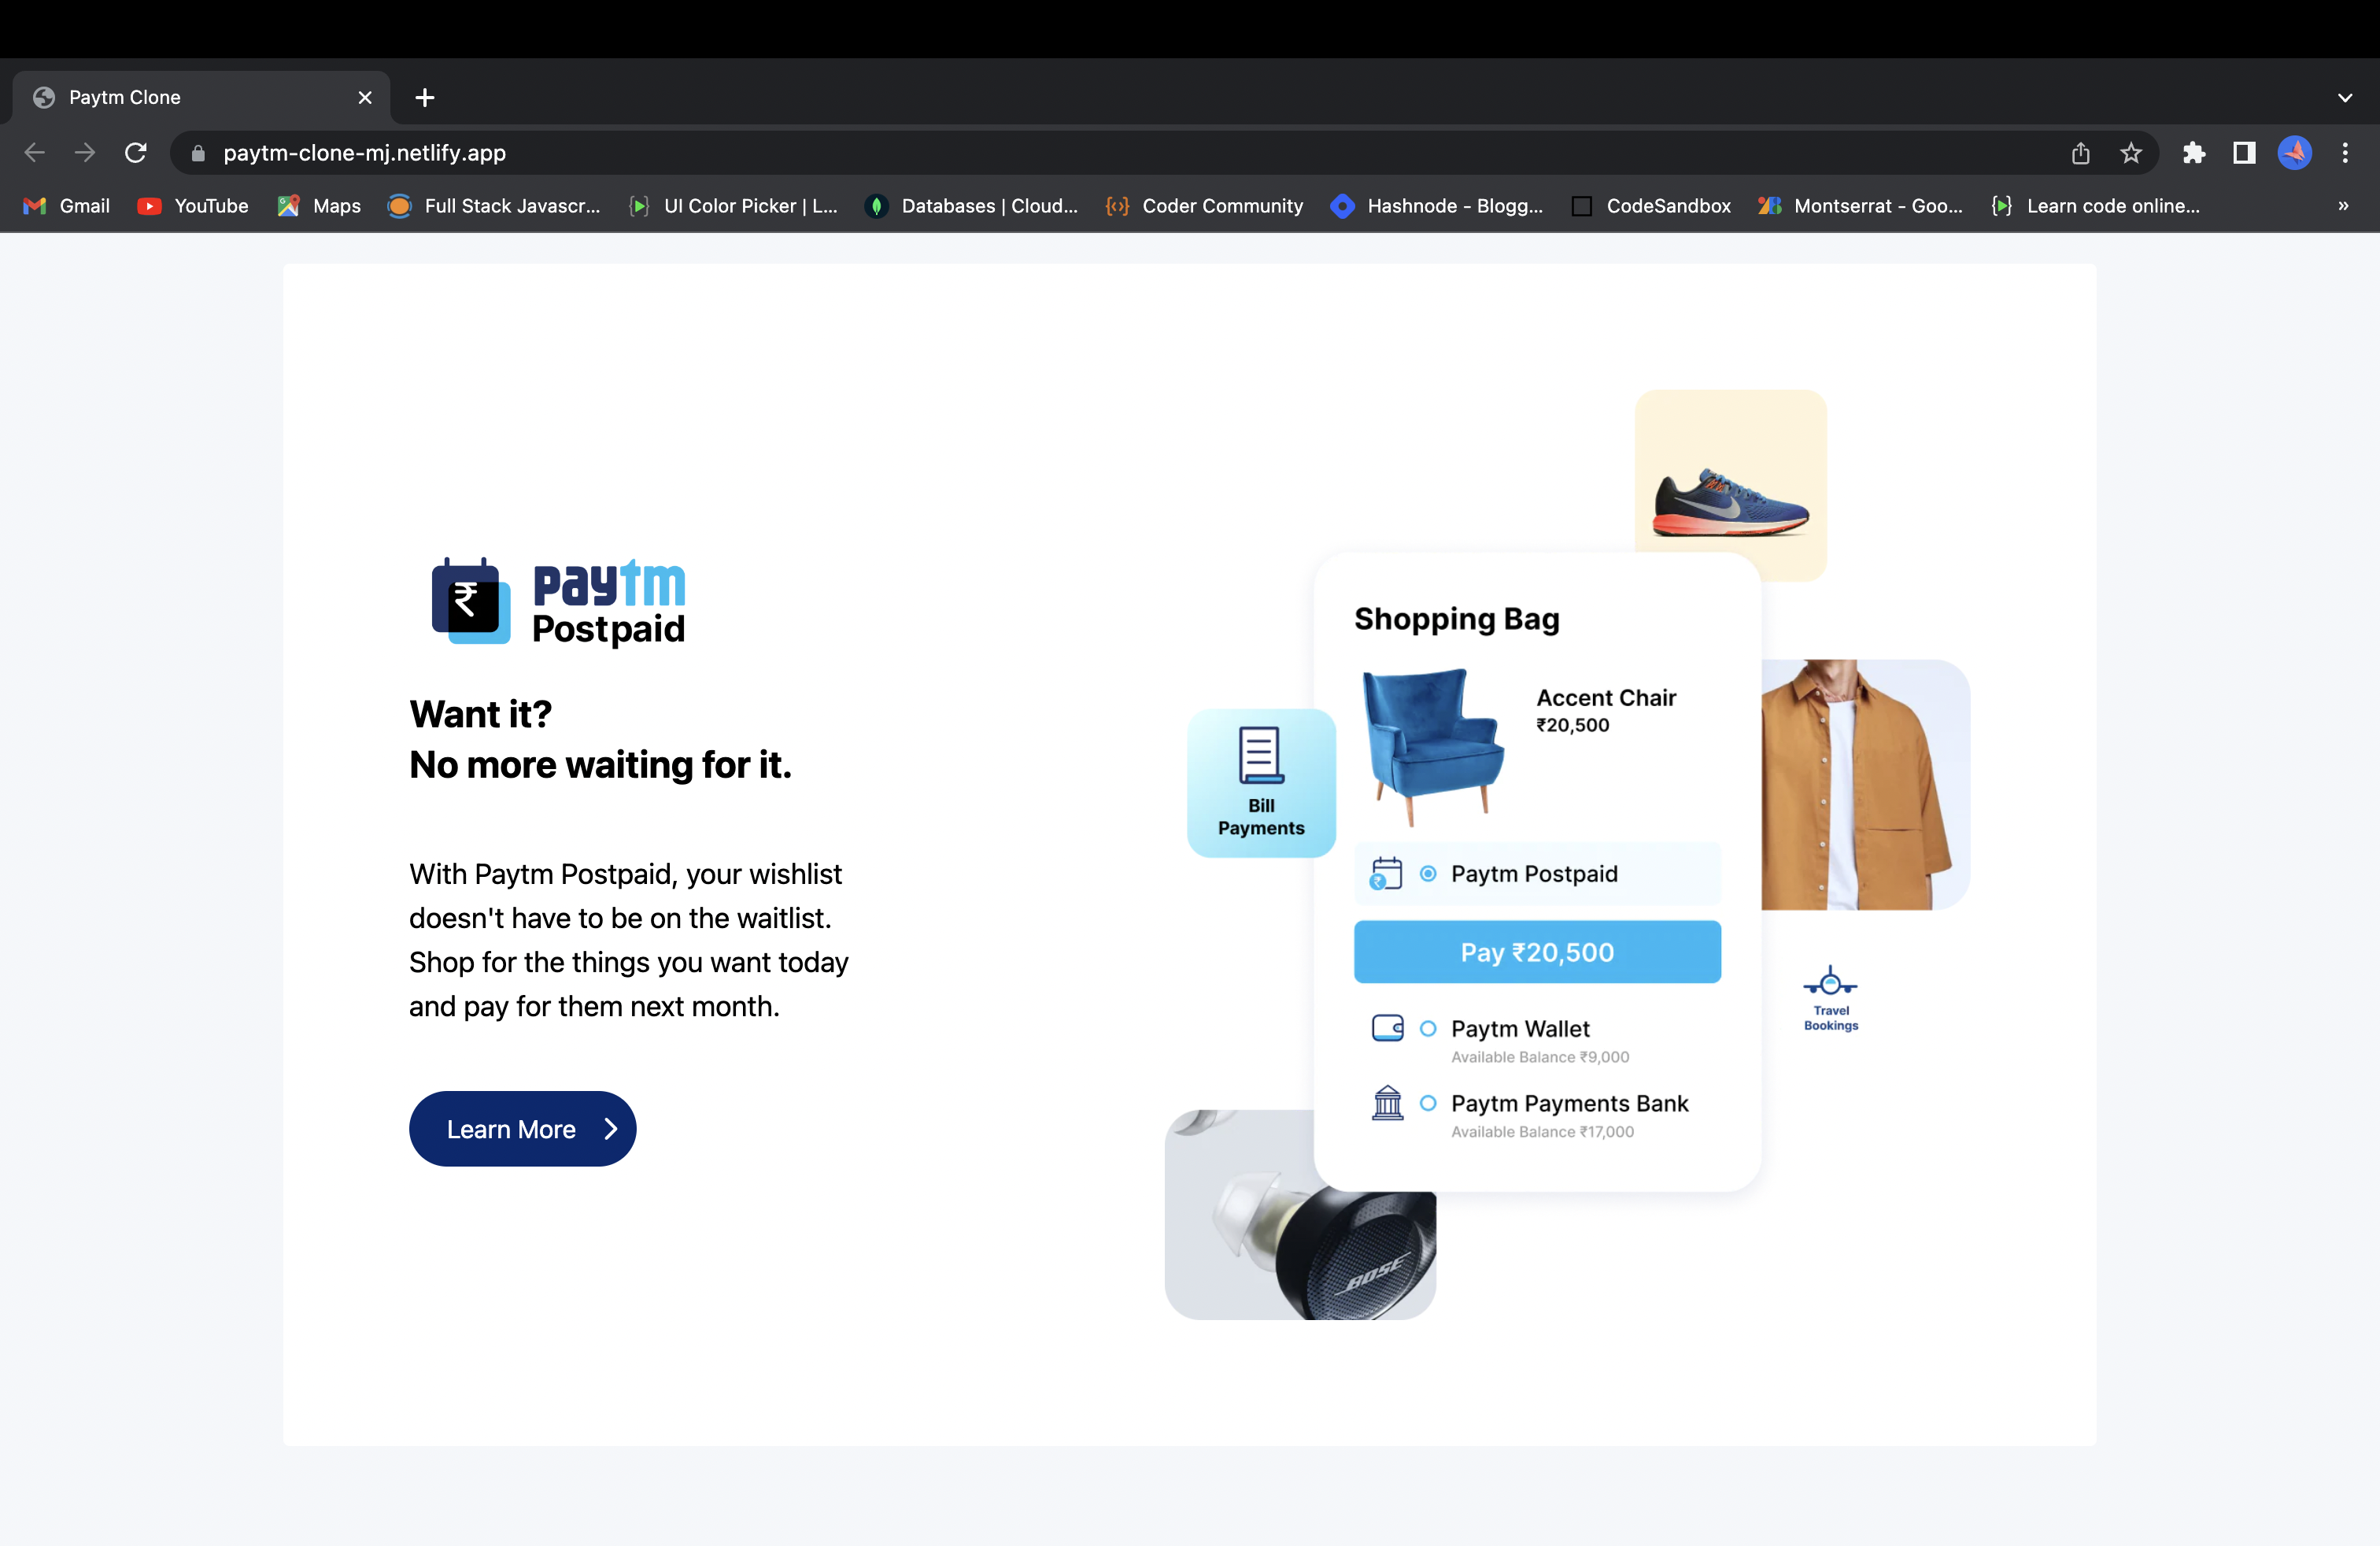 Paytm Clone
paytm-clone-mj.netlify.app
Gmail YouTube Maps Full Stack Javascr... UI Color Picker | L... Databases | Cloud... Coder Community Hashnode - Blogg... CodeSandbox Montserrat - Goo... Learn code online... »
₹ paytm
Postpaid
Want it?
No more waiting for it.
With Paytm Postpaid, your wishlist
doesn't have to be on the waitlist.
Shop for the things you want today
and pay for them next month.
Learn More
Bill
Payments
Shopping Bag
Accent Chair
₹20,500
₹ Paytm Postpaid
Pay ₹20,500
Paytm Wallet
Available Balance ₹9,000
Paytm Payments Bank
Available Balance ₹17,000
Travel
Bookings
BOSE